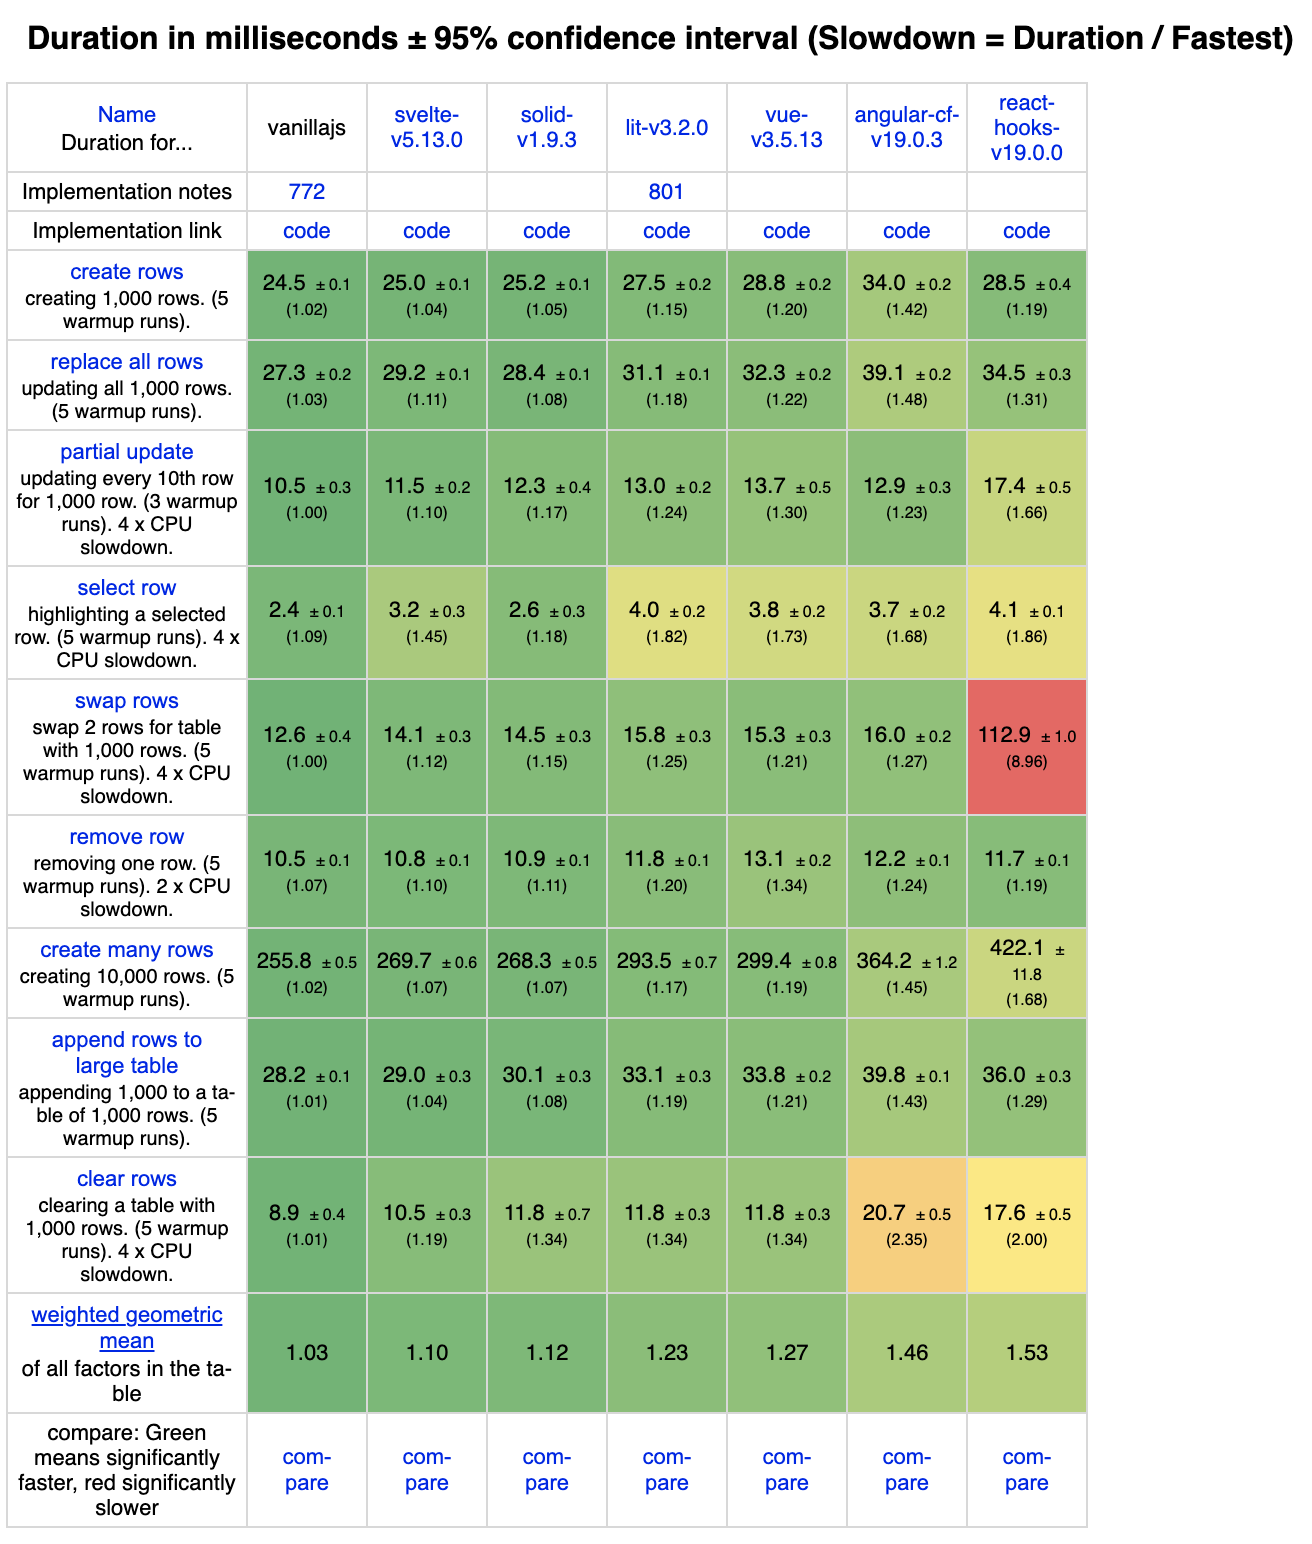 Duration in milliseconds ± 95% confidence interval (Slowdown = Duration / Fastest)
Name
Duration for...
vanillajs
svelte-
v5.13.0
solid-
v1.9.3
lit-v3.2.0
vue-
v3.5.13
angular-cf-
v19.0.3
react-
hooks-
v19.0.0
Implementation notes
772
801
Implementation link
code
code
code
code
code
code
code
create rows
creating 1,000 rows. (5
warmup runs).
24.5 ± 0.1
(1.02)
25.0 ± 0.1
(1.04)
25.2 ± 0.1
(1.05)
27.5 ± 0.2
(1.15)
28.8 ± 0.2
(1.20)
34.0 ± 0.2
(1.42)
28.5 ± 0.4
(1.19)
replace all rows
updating all 1,000 rows.
(5 warmup runs).
27.3 ± 0.2
(1.03)
29.2 ± 0.1
(1.11)
28.4 ± 0.1
(1.08)
31.1 ± 0.1
(1.18)
32.3 ± 0.2
(1.22)
39.1 ± 0.2
(1.48)
34.5 ± 0.3
(1.31)
partial update
updating every 10th row
for 1,000 row. (3 warmup
runs). 4 x CPU
slowdown.
10.5 ± 0.3
(1.00)
11.5 ± 0.2
(1.10)
12.3 ± 0.4
(1.17)
13.0 ± 0.2
(1.24)
13.7 ± 0.5
(1.30)
12.9 ± 0.3
(1.23)
17.4 ± 0.5
(1.66)
select row
highlighting a selected
row. (5 warmup runs). 4 x
CPU slowdown.
2.4 ± 0.1
(1.09)
3.2 ± 0.3
(1.45)
2.6 ± 0.3
(1.18)
4.0 ± 0.2
(1.82)
3.8 ± 0.2
(1.73)
3.7 ± 0.2
(1.68)
4.1 ± 0.1
(1.86)
swap rows
swap 2 rows for table
with 1,000 rows. (5
warmup runs). 4 x CPU
slowdown.
12.6 ± 0.4
(1.00)
14.1 ± 0.3
(1.12)
14.5 ± 0.3
(1.15)
15.8 ± 0.3
(1.25)
15.3 ± 0.3
(1.21)
16.0 ± 0.2
(1.27)
112.9 ± 1.0
(8.96)
remove row
removing one row. (5
warmup runs). 2 x CPU
slowdown.
10.5 ± 0.1
(1.07)
10.8 ± 0.1
(1.10)
10.9 ± 0.1
(1.11)
11.8 ± 0.1
(1.20)
13.1 ± 0.2
(1.34)
12.2 ± 0.1
(1.24)
11.7 ± 0.1
(1.19)
create many rows
creating 10,000 rows. (5
warmup runs).
255.8 ± 0.5
(1.02)
269.7 ± 0.6
(1.07)
268.3 ± 0.5
(1.07)
293.5 ± 0.7
(1.17)
299.4 ± 0.8
(1.19)
364.2 ± 1.2
(1.45)
422.1 ±
11.8
(1.68)
append rows to
large table
appending 1,000 to a ta-
ble of 1,000 rows. (5
warmup runs).
28.2 ± 0.1
(1.01)
29.0 ± 0.3
(1.04)
30.1 ± 0.3
(1.08)
33.1 ± 0.3
(1.19)
33.8 ± 0.2
(1.21)
39.8 ± 0.1
(1.43)
36.0 ± 0.3
(1.29)
clear rows
clearing a table with
1,000 rows. (5 warmup
runs). 4 x CPU
slowdown.
8.9 ± 0.4
(1.01)
10.5 ± 0.3
(1.19)
11.8 ± 0.7
(1.34)
11.8 ± 0.3
(1.34)
11.8 ± 0.3
(1.34)
20.7 ± 0.5
(2.35)
17.6 ± 0.5
(2.00)
weighted geometric
mean
of all factors in the ta-
ble
1.03
1.10
1.12
1.23
1.27
1.46
1.53
compare: Green
means significantly
faster, red significantly
slower
com-
pare
com-
pare
com-
pare
com-
pare
com-
pare
com-
pare
com-
pare